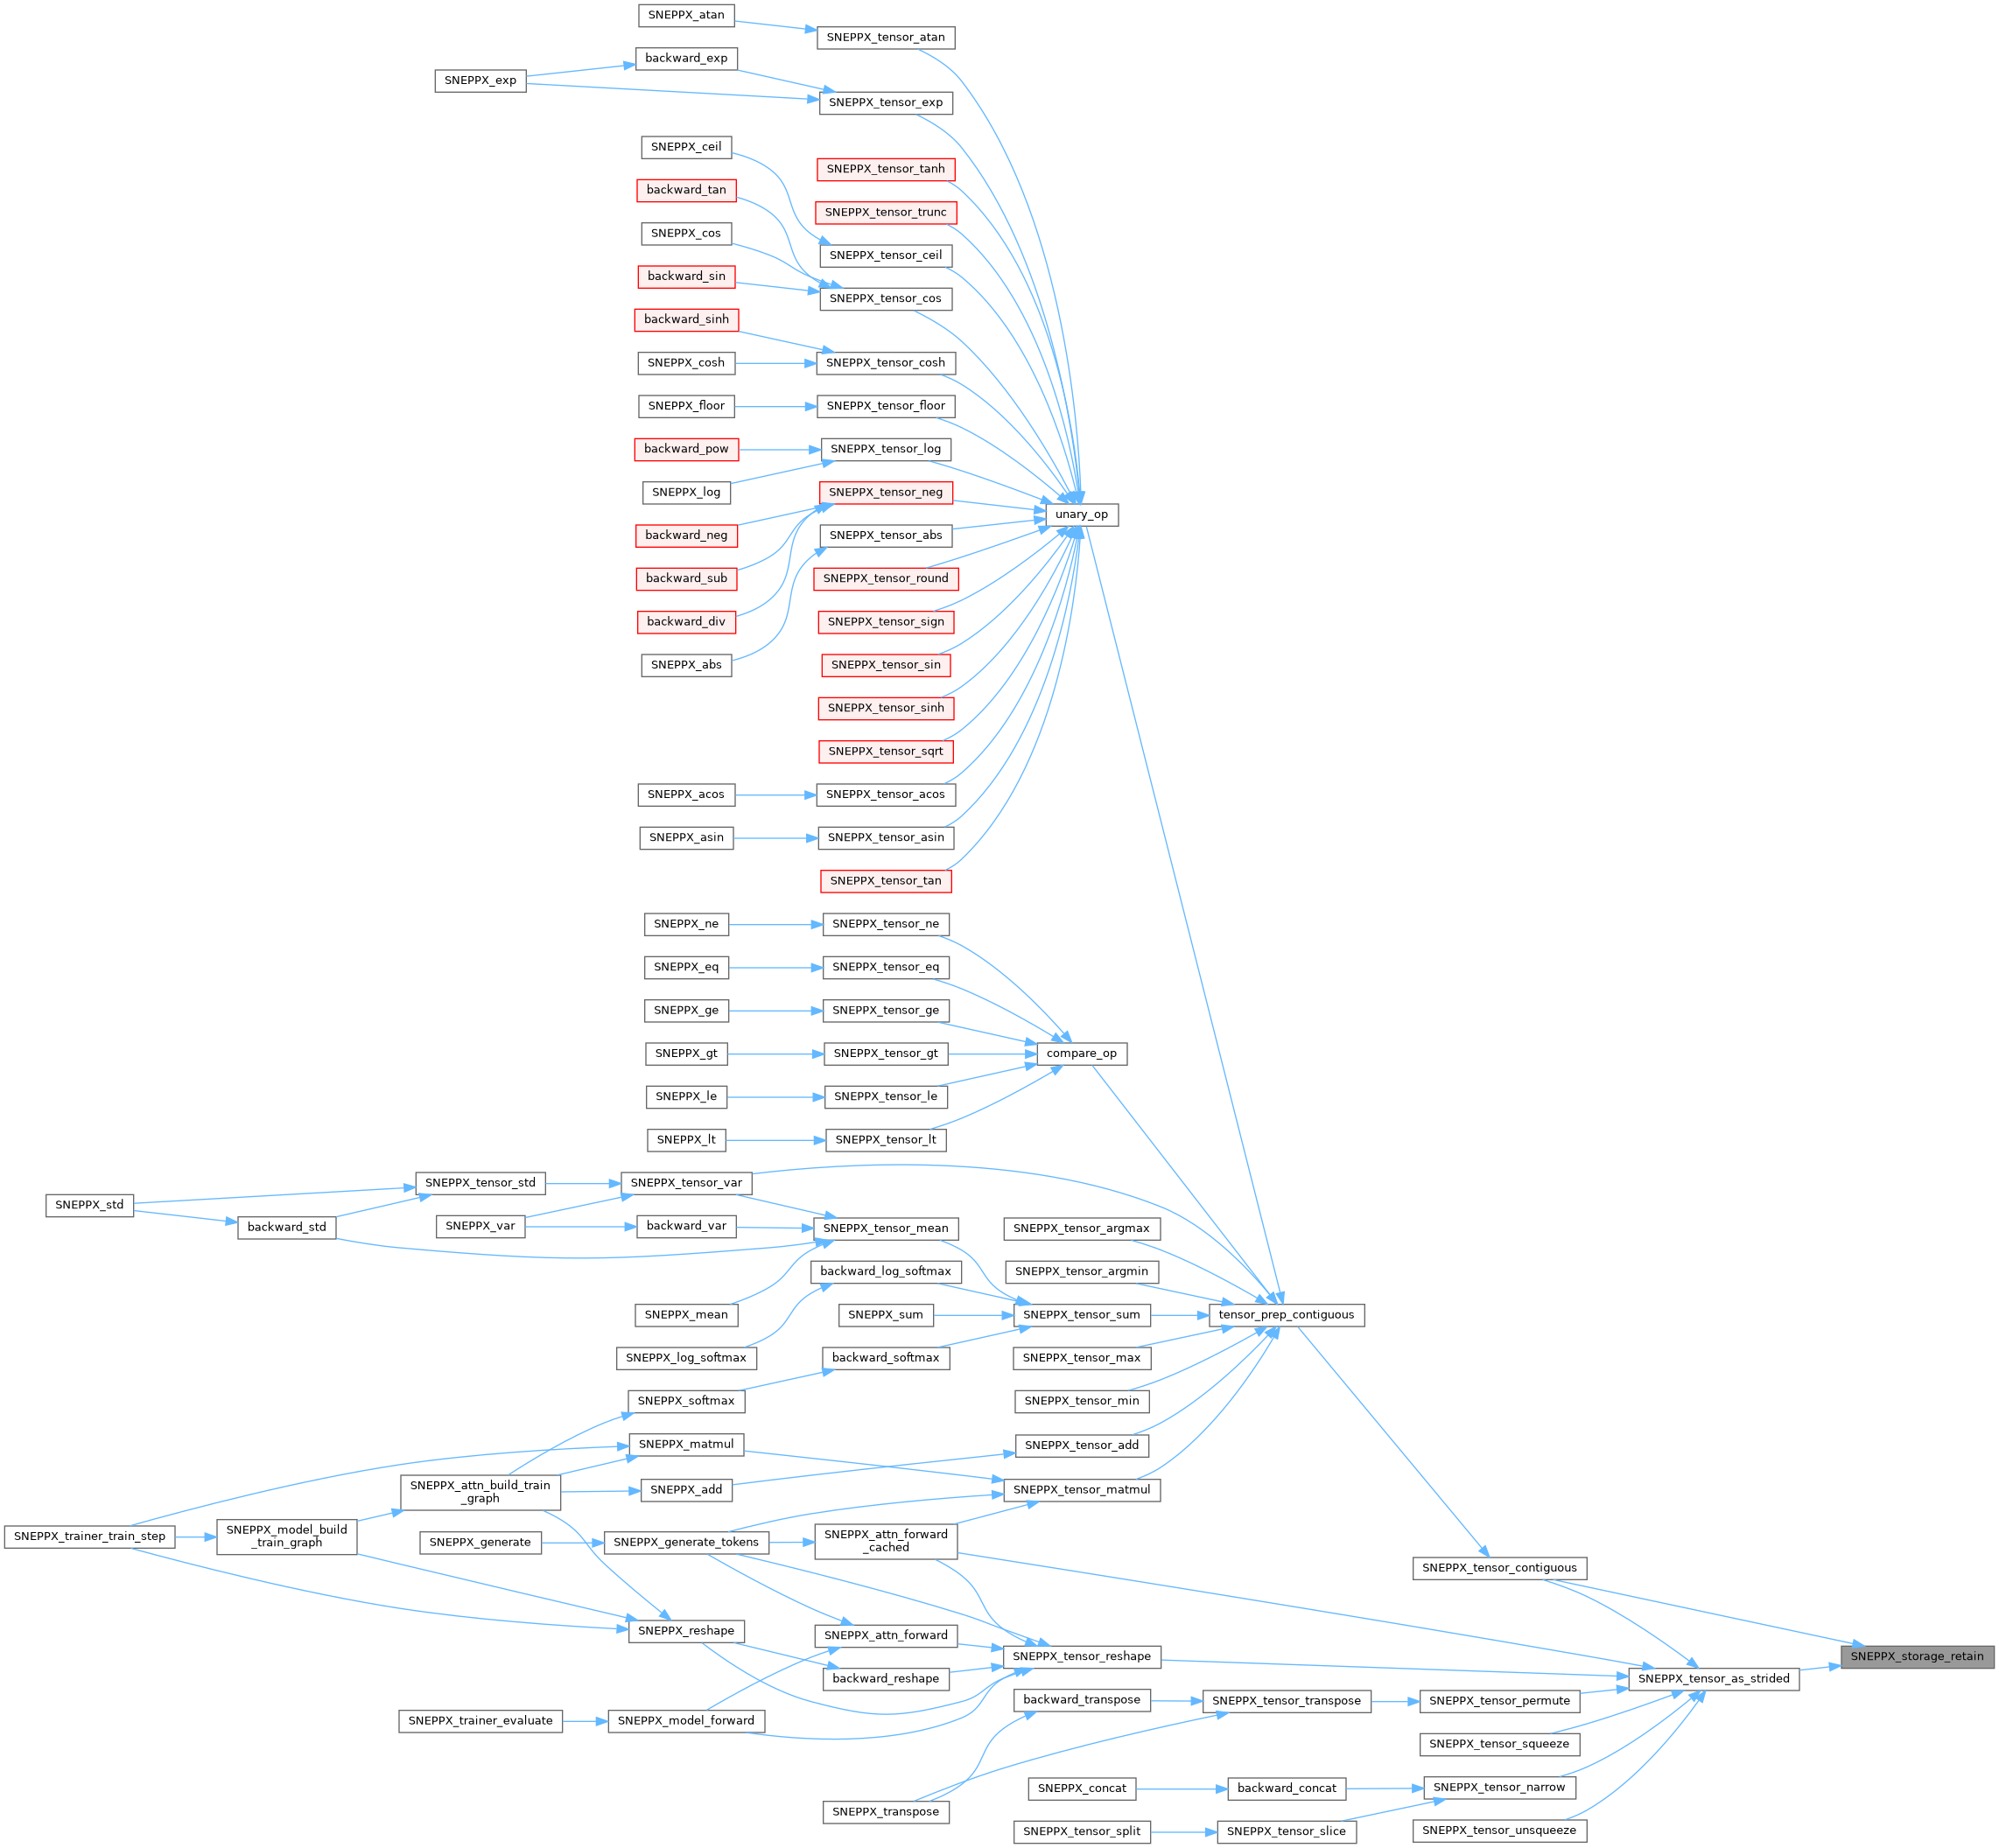 SNEPPX_atan
SNEPPX_tensor_atan
backward_exp
SNEPPX_exp
SNEPPX_tensor_exp
SNEPPX_ceil
SNEPPX_tensor_tanh
backward_tan
SNEPPX_tensor_trunc
SNEPPX_cos
SNEPPX_tensor_ceil
backward_sin
SNEPPX_tensor_cos
backward_sinh
SNEPPX_cosh
SNEPPX_tensor_cosh
SNEPPX_floor
SNEPPX_tensor_floor
backward_pow
SNEPPX_tensor_log
SNEPPX_log
SNEPPX_tensor_neg
unary_op
backward_neg
SNEPPX_tensor_abs
backward_sub
SNEPPX_tensor_round
backward_div
SNEPPX_tensor_sign
SNEPPX_abs
SNEPPX_tensor_sin
SNEPPX_tensor_sinh
SNEPPX_tensor_sqrt
SNEPPX_acos
SNEPPX_tensor_acos
SNEPPX_asin
SNEPPX_tensor_asin
SNEPPX_tensor_tan
SNEPPX_ne
SNEPPX_tensor_ne
SNEPPX_eq
SNEPPX_tensor_eq
SNEPPX_ge
SNEPPX_tensor_ge
SNEPPX_gt
SNEPPX_tensor_gt
compare_op
SNEPPX_le
SNEPPX_tensor_le
SNEPPX_lt
SNEPPX_tensor_lt
SNEPPX_tensor_std
SNEPPX_tensor_var
SNEPPX_std
backward_std
SNEPPX_var
backward_var
SNEPPX_tensor_mean
SNEPPX_tensor_argmax
backward_log_softmax
SNEPPX_tensor_argmin
SNEPPX_mean
SNEPPX_sum
SNEPPX_tensor_sum
tensor_prep_contiguous
SNEPPX_log_softmax
backward_softmax
SNEPPX_tensor_max
SNEPPX_softmax
SNEPPX_tensor_min
SNEPPX_matmul
SNEPPX_tensor_add
SNEPPX_attn_build_train
_graph
SNEPPX_add
SNEPPX_tensor_matmul
SNEPPX_trainer_train_step
SNEPPX_model_build
_train_graph
SNEPPX_generate
SNEPPX_generate_tokens
SNEPPX_attn_forward
_cached
SNEPPX_tensor_contiguous
SNEPPX_reshape
SNEPPX_attn_forward
SNEPPX_tensor_reshape
SNEPPX_storage_retain
backward_reshape
SNEPPX_tensor_as_strided
backward_transpose
SNEPPX_tensor_transpose
SNEPPX_tensor_permute
SNEPPX_trainer_evaluate
SNEPPX_model_forward
SNEPPX_tensor_squeeze
SNEPPX_concat
backward_concat
SNEPPX_tensor_narrow
SNEPPX_transpose
SNEPPX_tensor_split
SNEPPX_tensor_slice
SNEPPX_tensor_unsqueeze